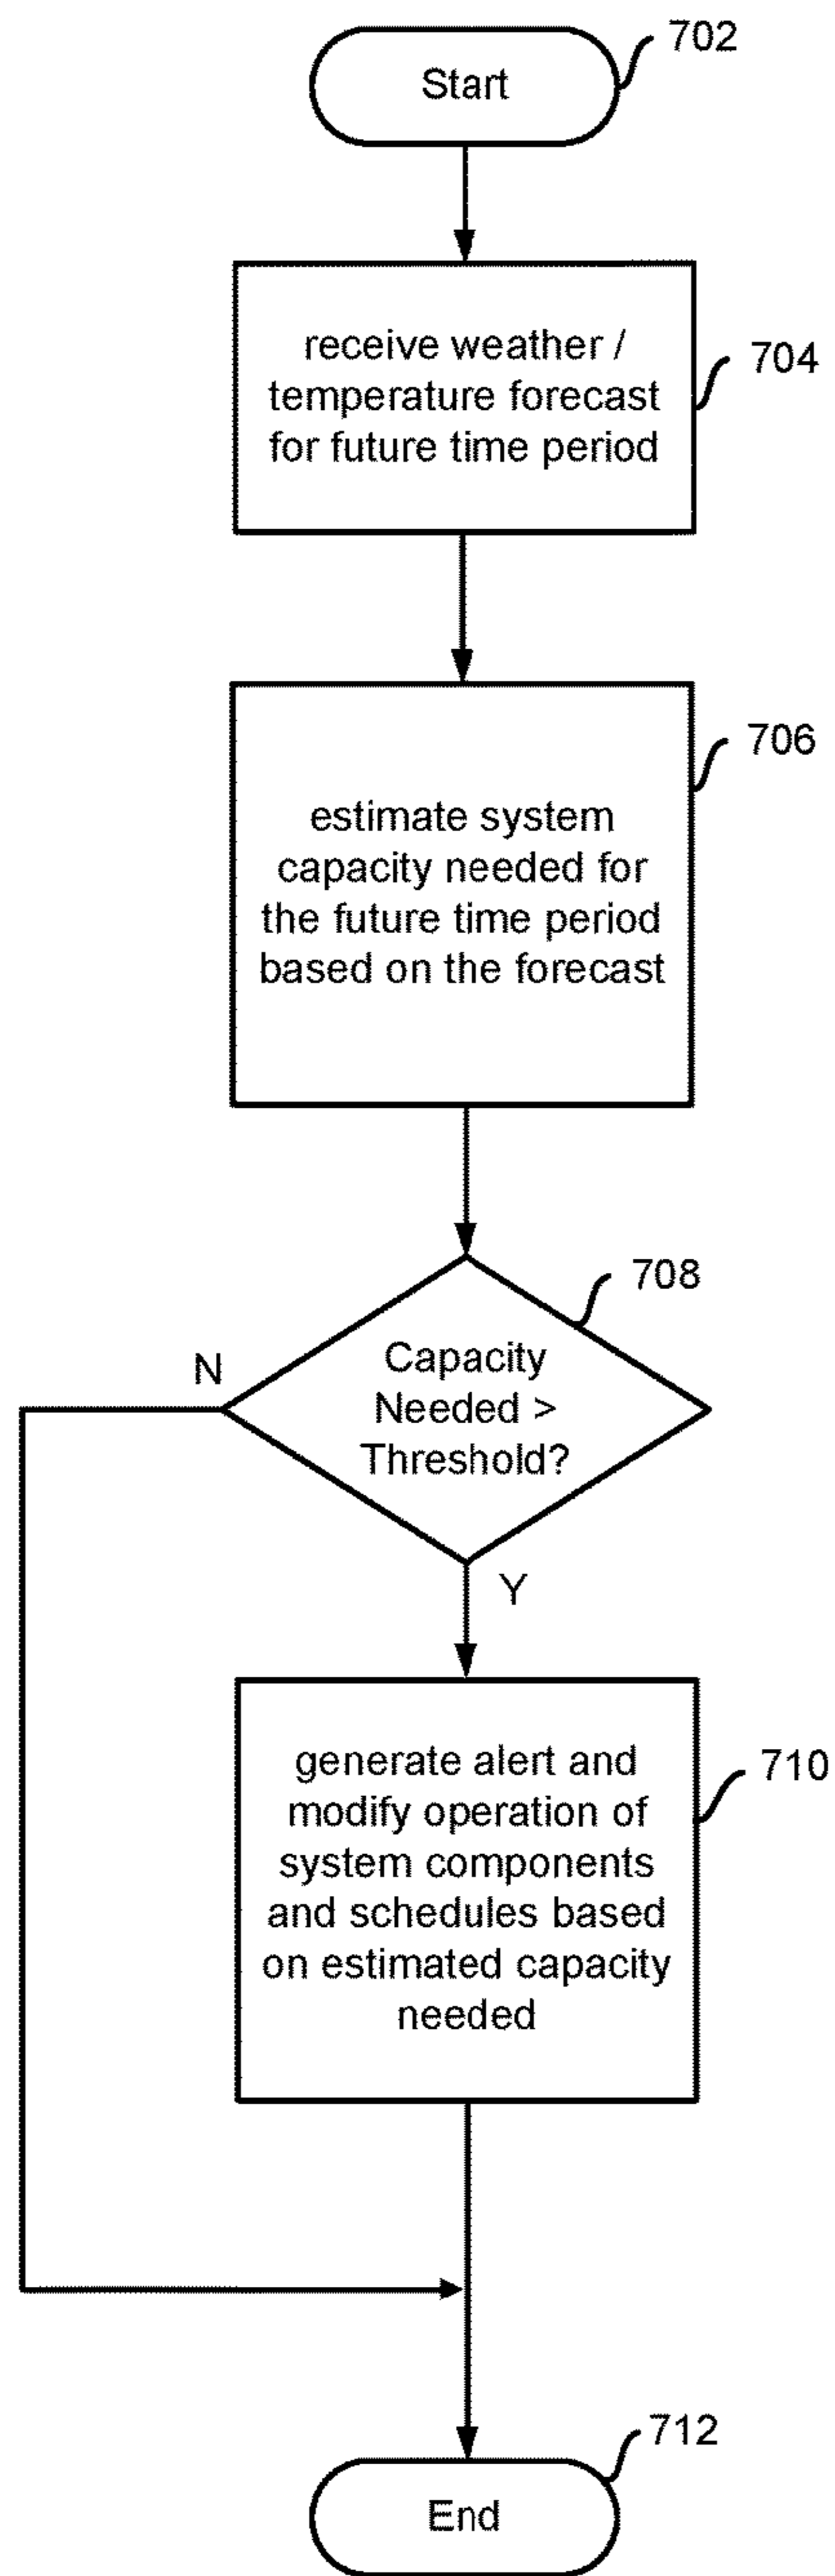 702
Start
receive weather /
temperature forecast
for future time period
704
706
estimate system
capacity needed for
the future time period
based on the forecast
708
N
Capacity
Needed >
Threshold?
Y
generate alert and
modify operation of
system components
and schedules based
on estimated capacity
needed
710
712
End